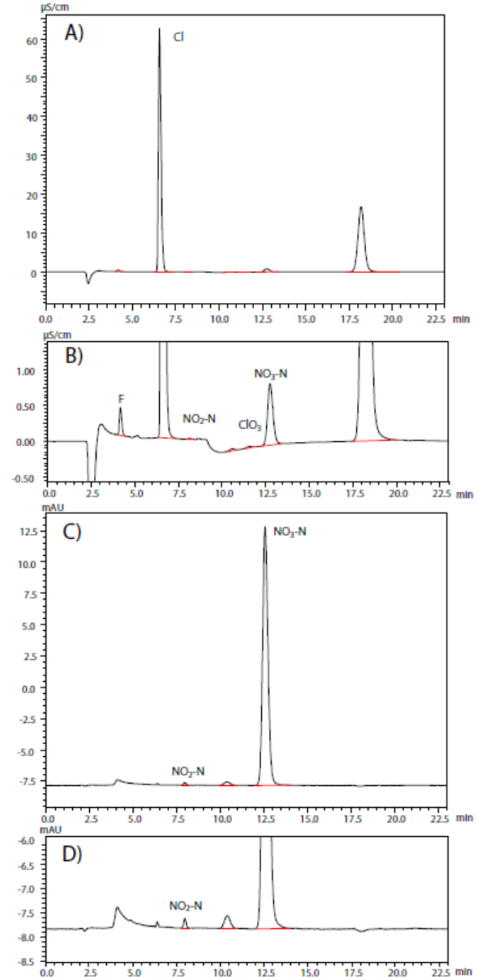 µS/cm
A)
Cl
60
50
40
30
20
10
0
0.0 2.5 5.0 7.5 10.0 12.5 15.0 17.5 20.0 22.5 min
µS/cm
B)
NO₃-N
1.00
F
0.50
NO₂-N
ClO₃
0.00
-0.50
0.0 2.5 5.0 7.5 10.0 12.5 15.0 17.5 20.0 22.5 min
mAU
C)
NO₃-N
12.5
10.0
7.5
5.0
2.5
0.0
-2.5
-5.0
NO₂-N
-7.5
0.0 2.5 5.0 7.5 10.0 12.5 15.0 17.5 20.0 22.5 min
mAU
-6.0
D)
-6.5
-7.0
NO₂-N
-7.5
-8.0
-8.5
0.0 2.5 5.0 7.5 10.0 12.5 15.0 17.5 20.0 22.5 min